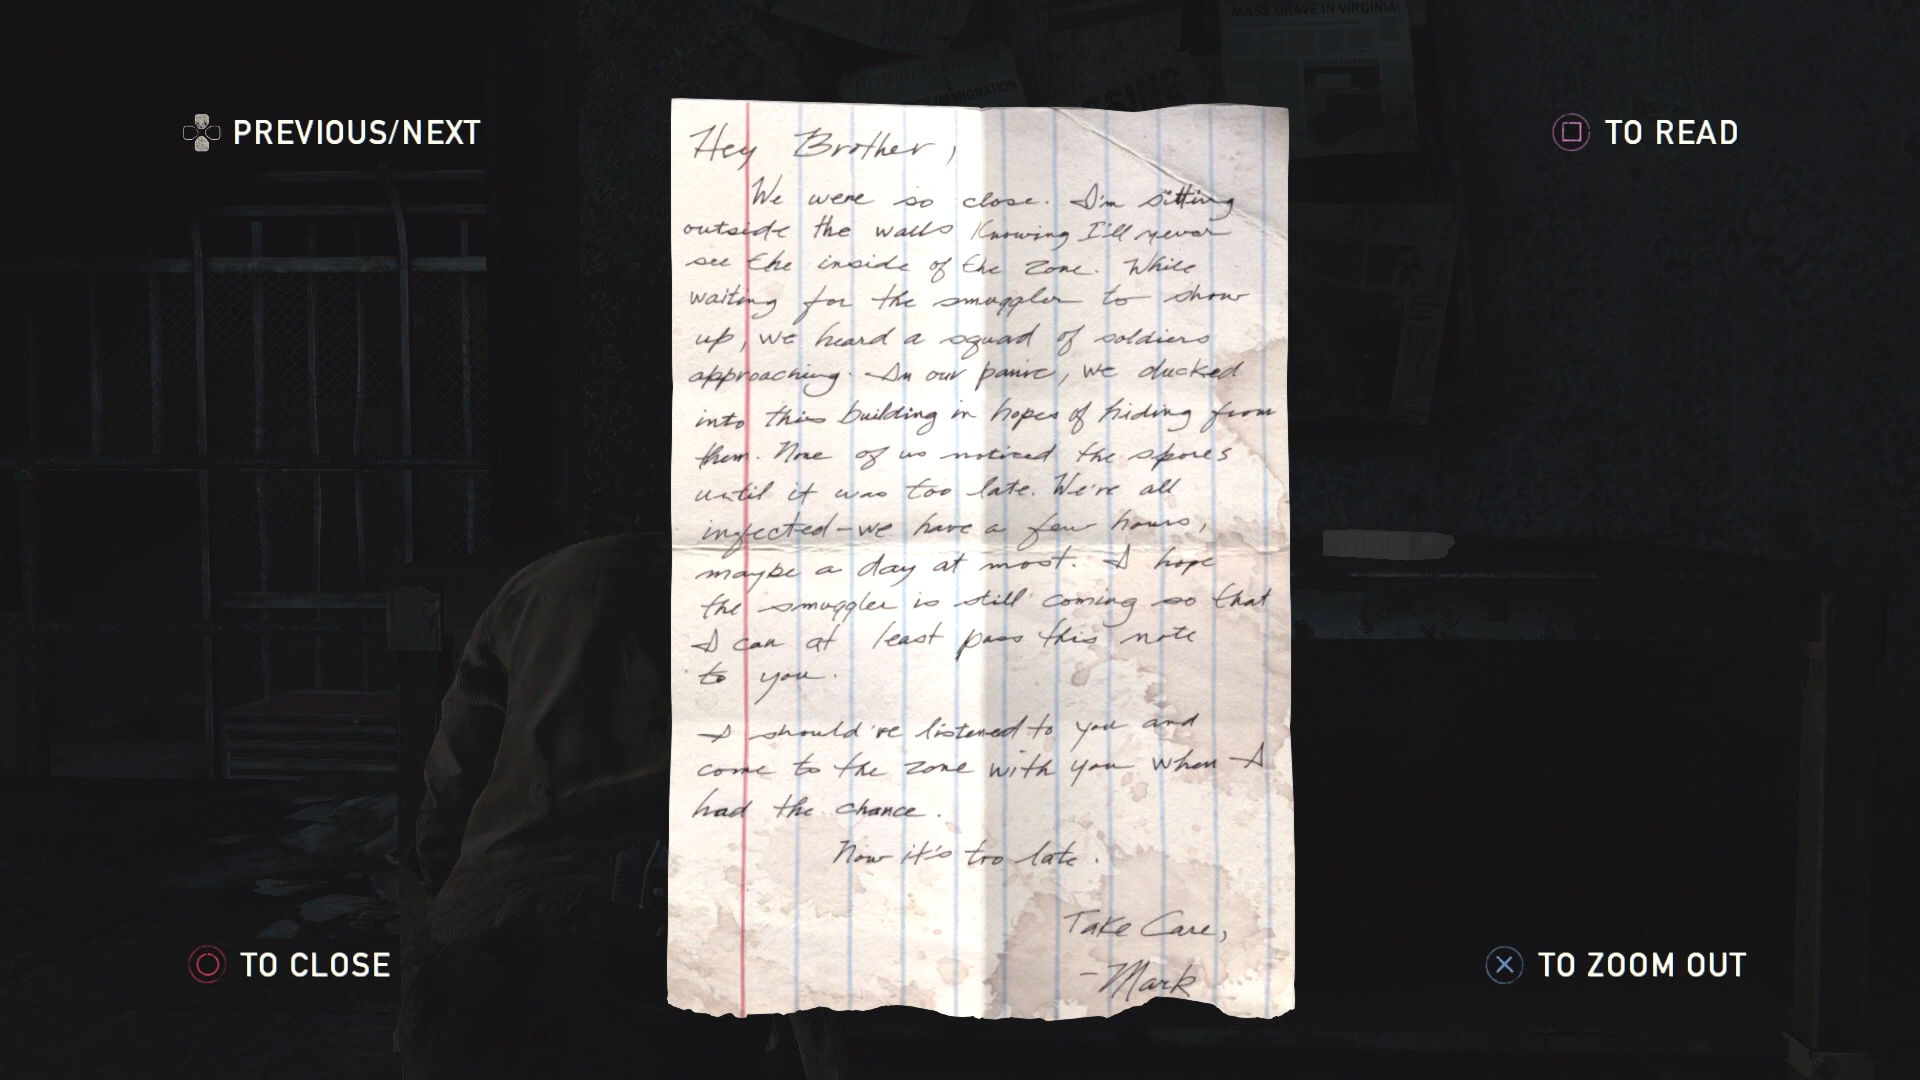 MASS GRAVE IN VIRGINIA!
IMMIGRATION
PREVIOUS/NEXT
TO READ
Hey Brother,
We were so close. I'm sitting
outside the walls knowing I'll never
see the inside of the zone. While
waiting for the smuggler to show
up, we heard a squad of soldiers
approaching. In our panic, we ducked
into this building in hopes of hiding from
them. None of us noticed the spores
until it was too late. We're all
infected-we have a few hours,
maybe a day at most. I hope
the smuggler is still coming so that
I can at least pass this note
to you.
I should've listened to you and
come to the zone with you when I
had the chance.
Now it's too late.
Take Care,
-Mark
TO CLOSE
TO ZOOM OUT